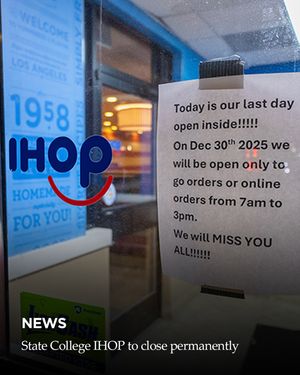 WELCOME
LOS ANGELES
1958
IHOP
HOMEMADE
FOR YOU!
Today is our last day
open inside!!!!!
On Dec 30th 2025 we
will be open only to
go orders or online
orders from 7am to
3pm.
We will MISS YOU
ALL!!!!!!
NEWS
State College IHOP to close permanently